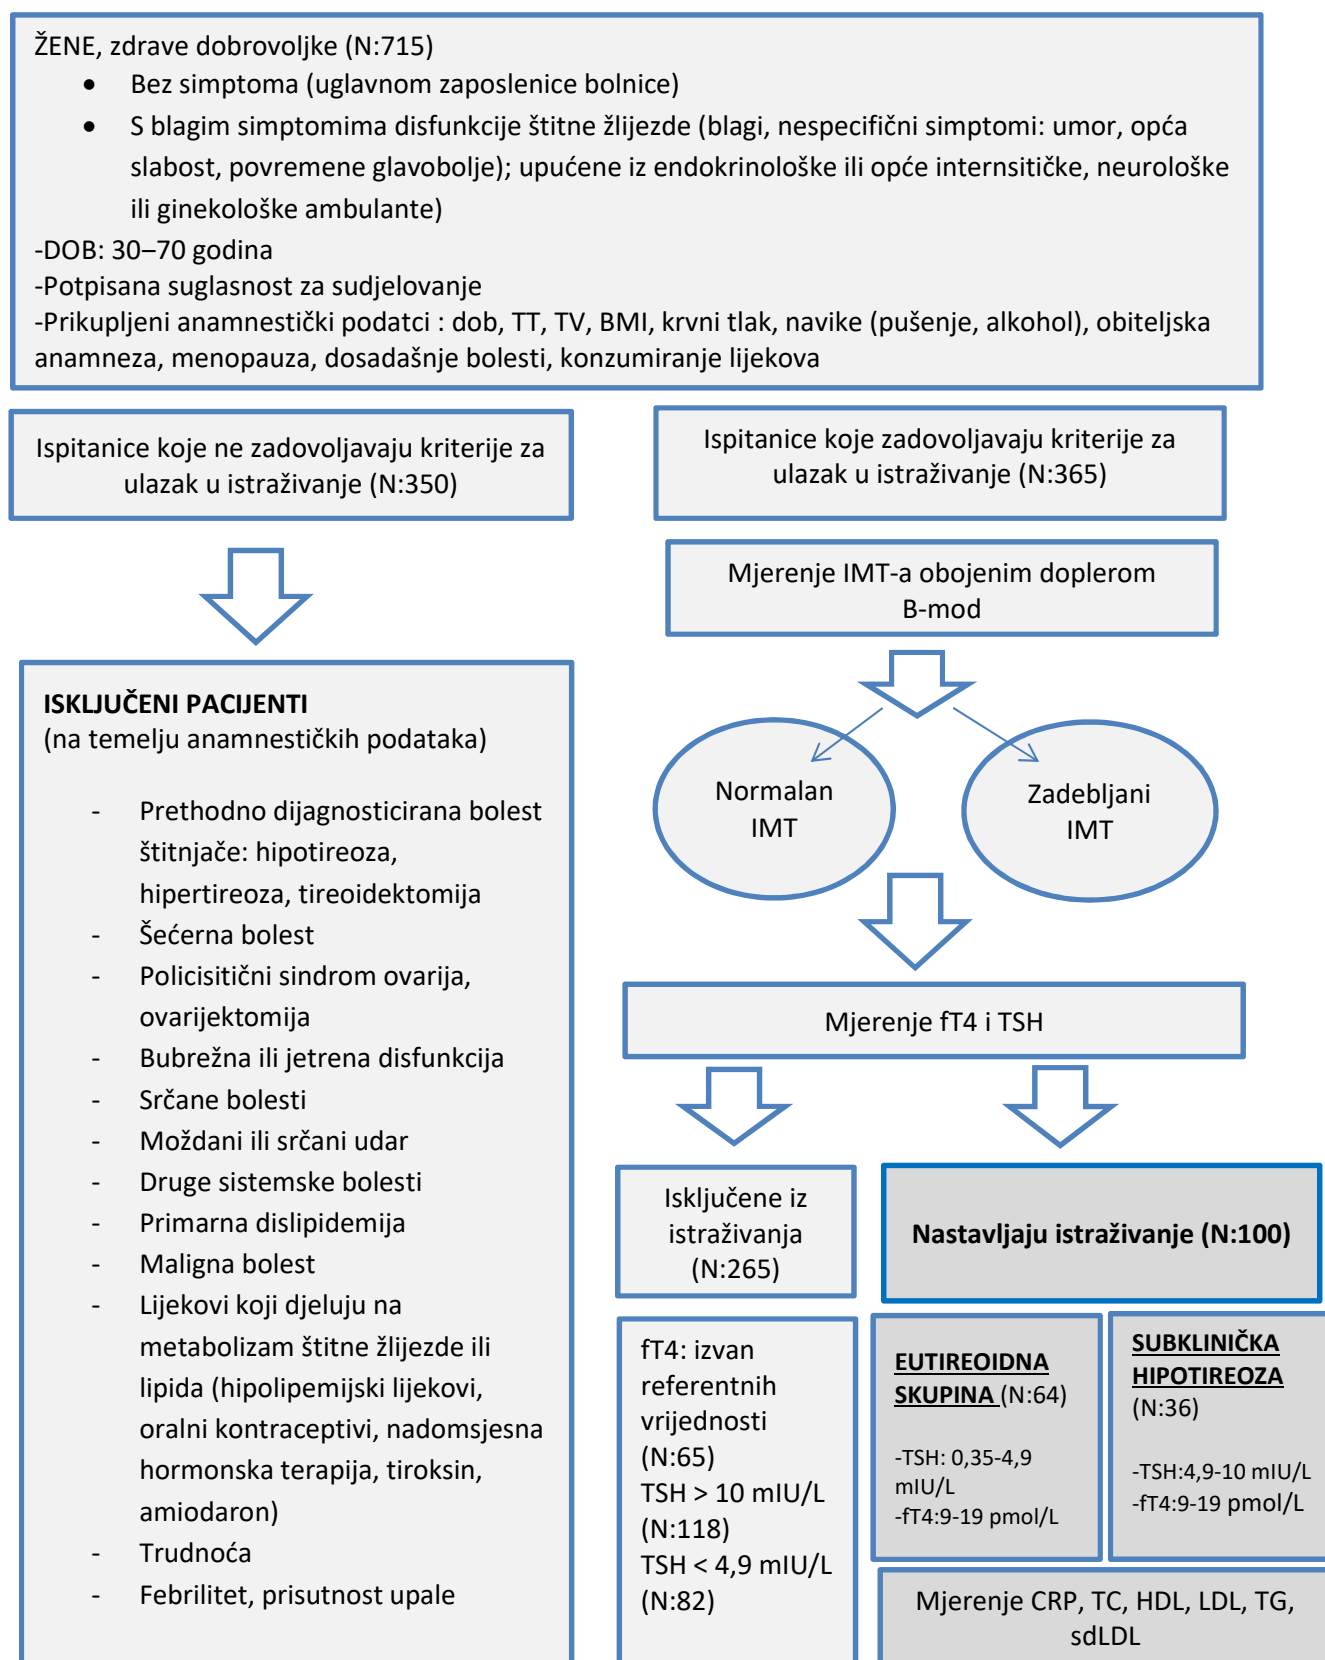 ŽENE, zdrave dobrovoljke (N:715)
• Bez simptoma (uglavnom zaposlenice bolnice)
• S blagim simptomima disfunkcije štitne žlijezde (blagi, nespecifični simptomi: umor, opća
slabost, povremene glavobolje); upućene iz endokrinološke ili opće internsitičke, neurološke
ili ginekološke ambulante)
-DOB: 30–70 godina
-Potpisana suglasnost za sudjelovanje
-Prikupljeni anamnestički podatci : dob, TT, TV, BMI, krvni tlak, navike (pušenje, alkohol), obiteljska
anamneza, menopauza, dosadašnje bolesti, konzumiranje lijekova
Ispitanice koje ne zadovoljavaju kriterije za
ulazak u istraživanje (N:350)
Ispitanice koje zadovoljavaju kriterije za
ulazak u istraživanje (N:365)
Mjerenje IMT-a obojenim doplerom
B-mod
ISKLJUČENI PACIJENTI
(na temelju anamnestičkih podataka)
- Prethodno dijagnosticirana bolest
štitnjače: hipotireoza,
hipertireoza, tireoidektomija
- Šećerna bolest
- Policisitični sindrom ovarija,
ovarijektomija
- Bubrežna ili jetrena disfunkcija
- Srčane bolesti
- Moždani ili srčani udar
- Druge sistemske bolesti
- Primarna dislipidemija
- Maligna bolest
- Lijekovi koji djeluju na
metabolizam štitne žlijezde ili
lipida (hipolipemijski lijekovi,
oralni kontraceptivi, nadomsjesna
hormonska terapija, tiroksin,
amiodaron)
- Trudnoća
- Febrilitet, prisutnost upale
Normalan
IMT
Zadebljani
IMT
Mjerenje fT4 i TSH
Isključene iz
istraživanja
(N:265)
Nastavljaju istraživanje (N:100)
fT4: izvan
referentnih
vrijednosti
(N:65)
TSH > 10 mIU/L
(N:118)
TSH < 4,9 mIU/L
(N:82)
EUTIREOIDNA
SKUPINA (N:64)
-TSH: 0,35-4,9
mIU/L
-fT4:9-19 pmol/L
SUBKLINIČKA
HIPOTIREOZA
(N:36)
-TSH:4,9-10 mIU/L
-fT4:9-19 pmol/L
Mjerenje CRP, TC, HDL, LDL, TG,
sdLDL